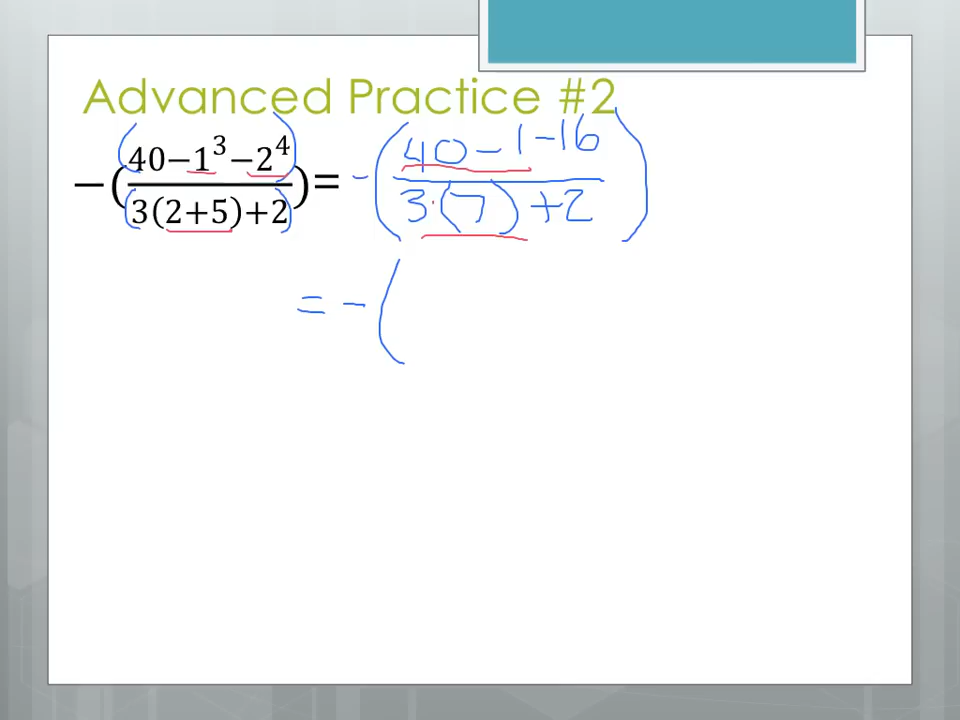 Advanced Practice #2
−(40−1³−2⁴ / 3(2+5)+2)= -(40-1-16 / 3·(7)+2)
= -(